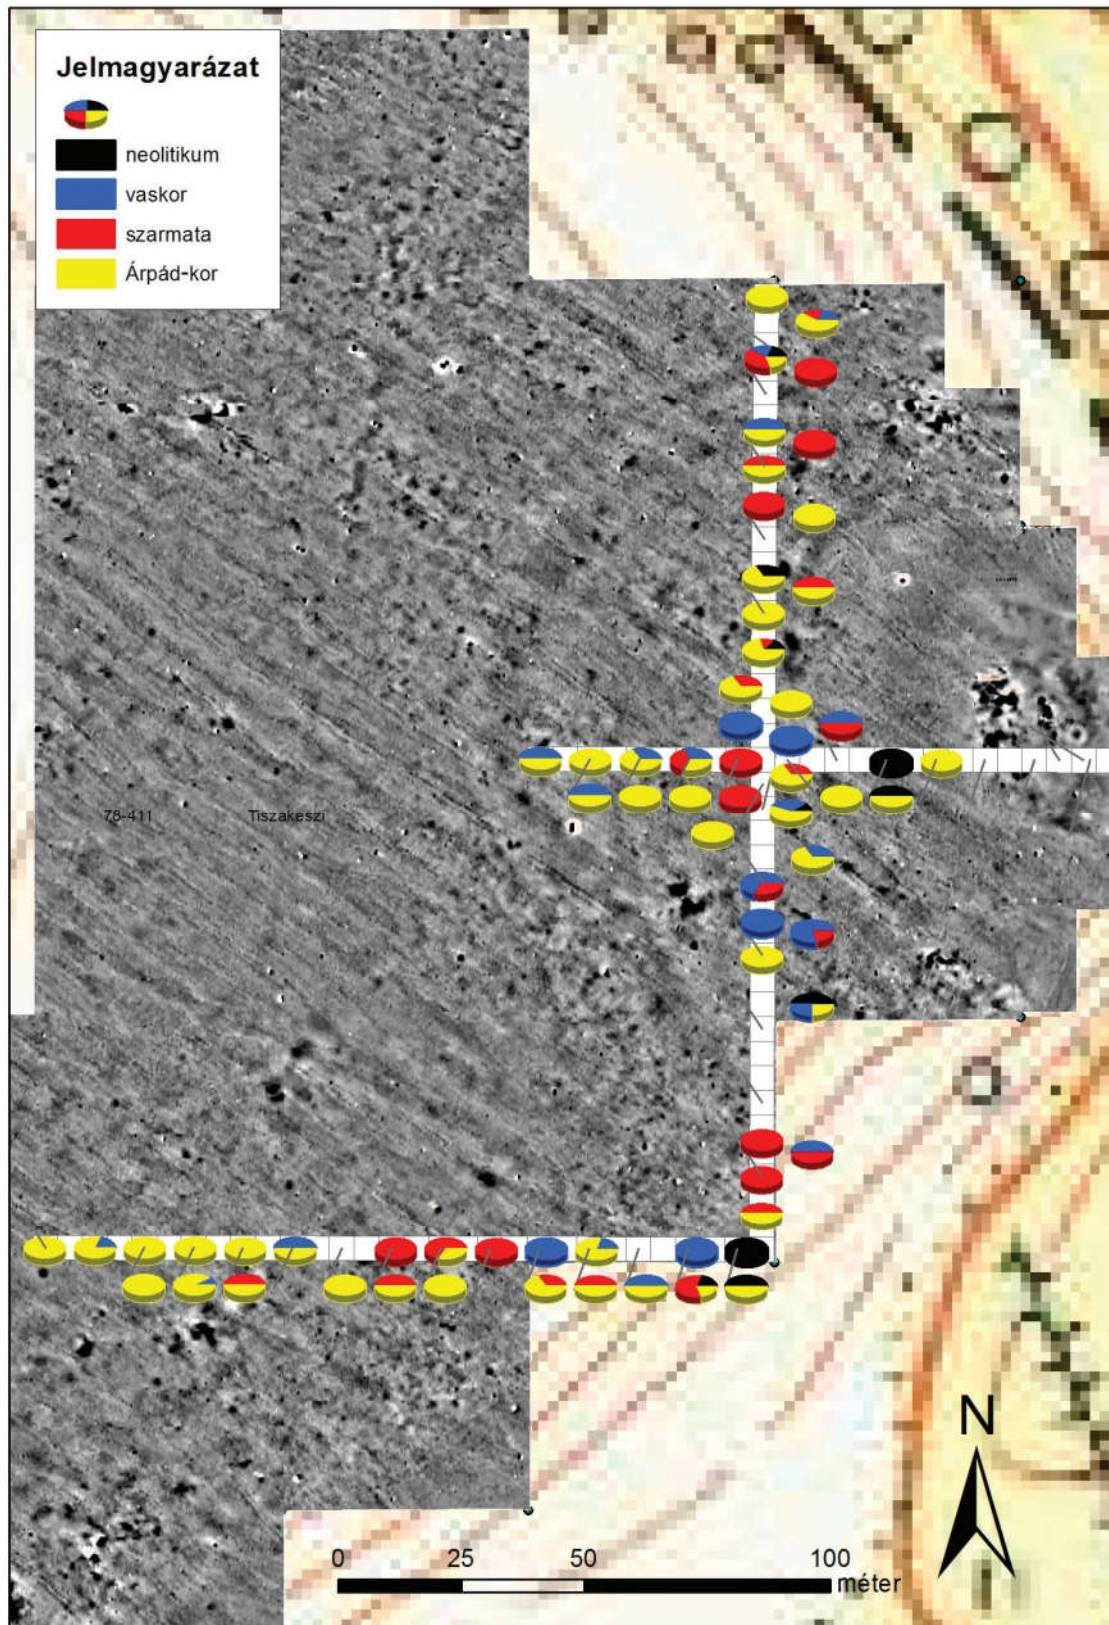 Jelmagyarázat
neolitikum
vaskor
szarmata
Árpád-kor
78-411 Tiszakeszi
N
0 25 50 100
méter